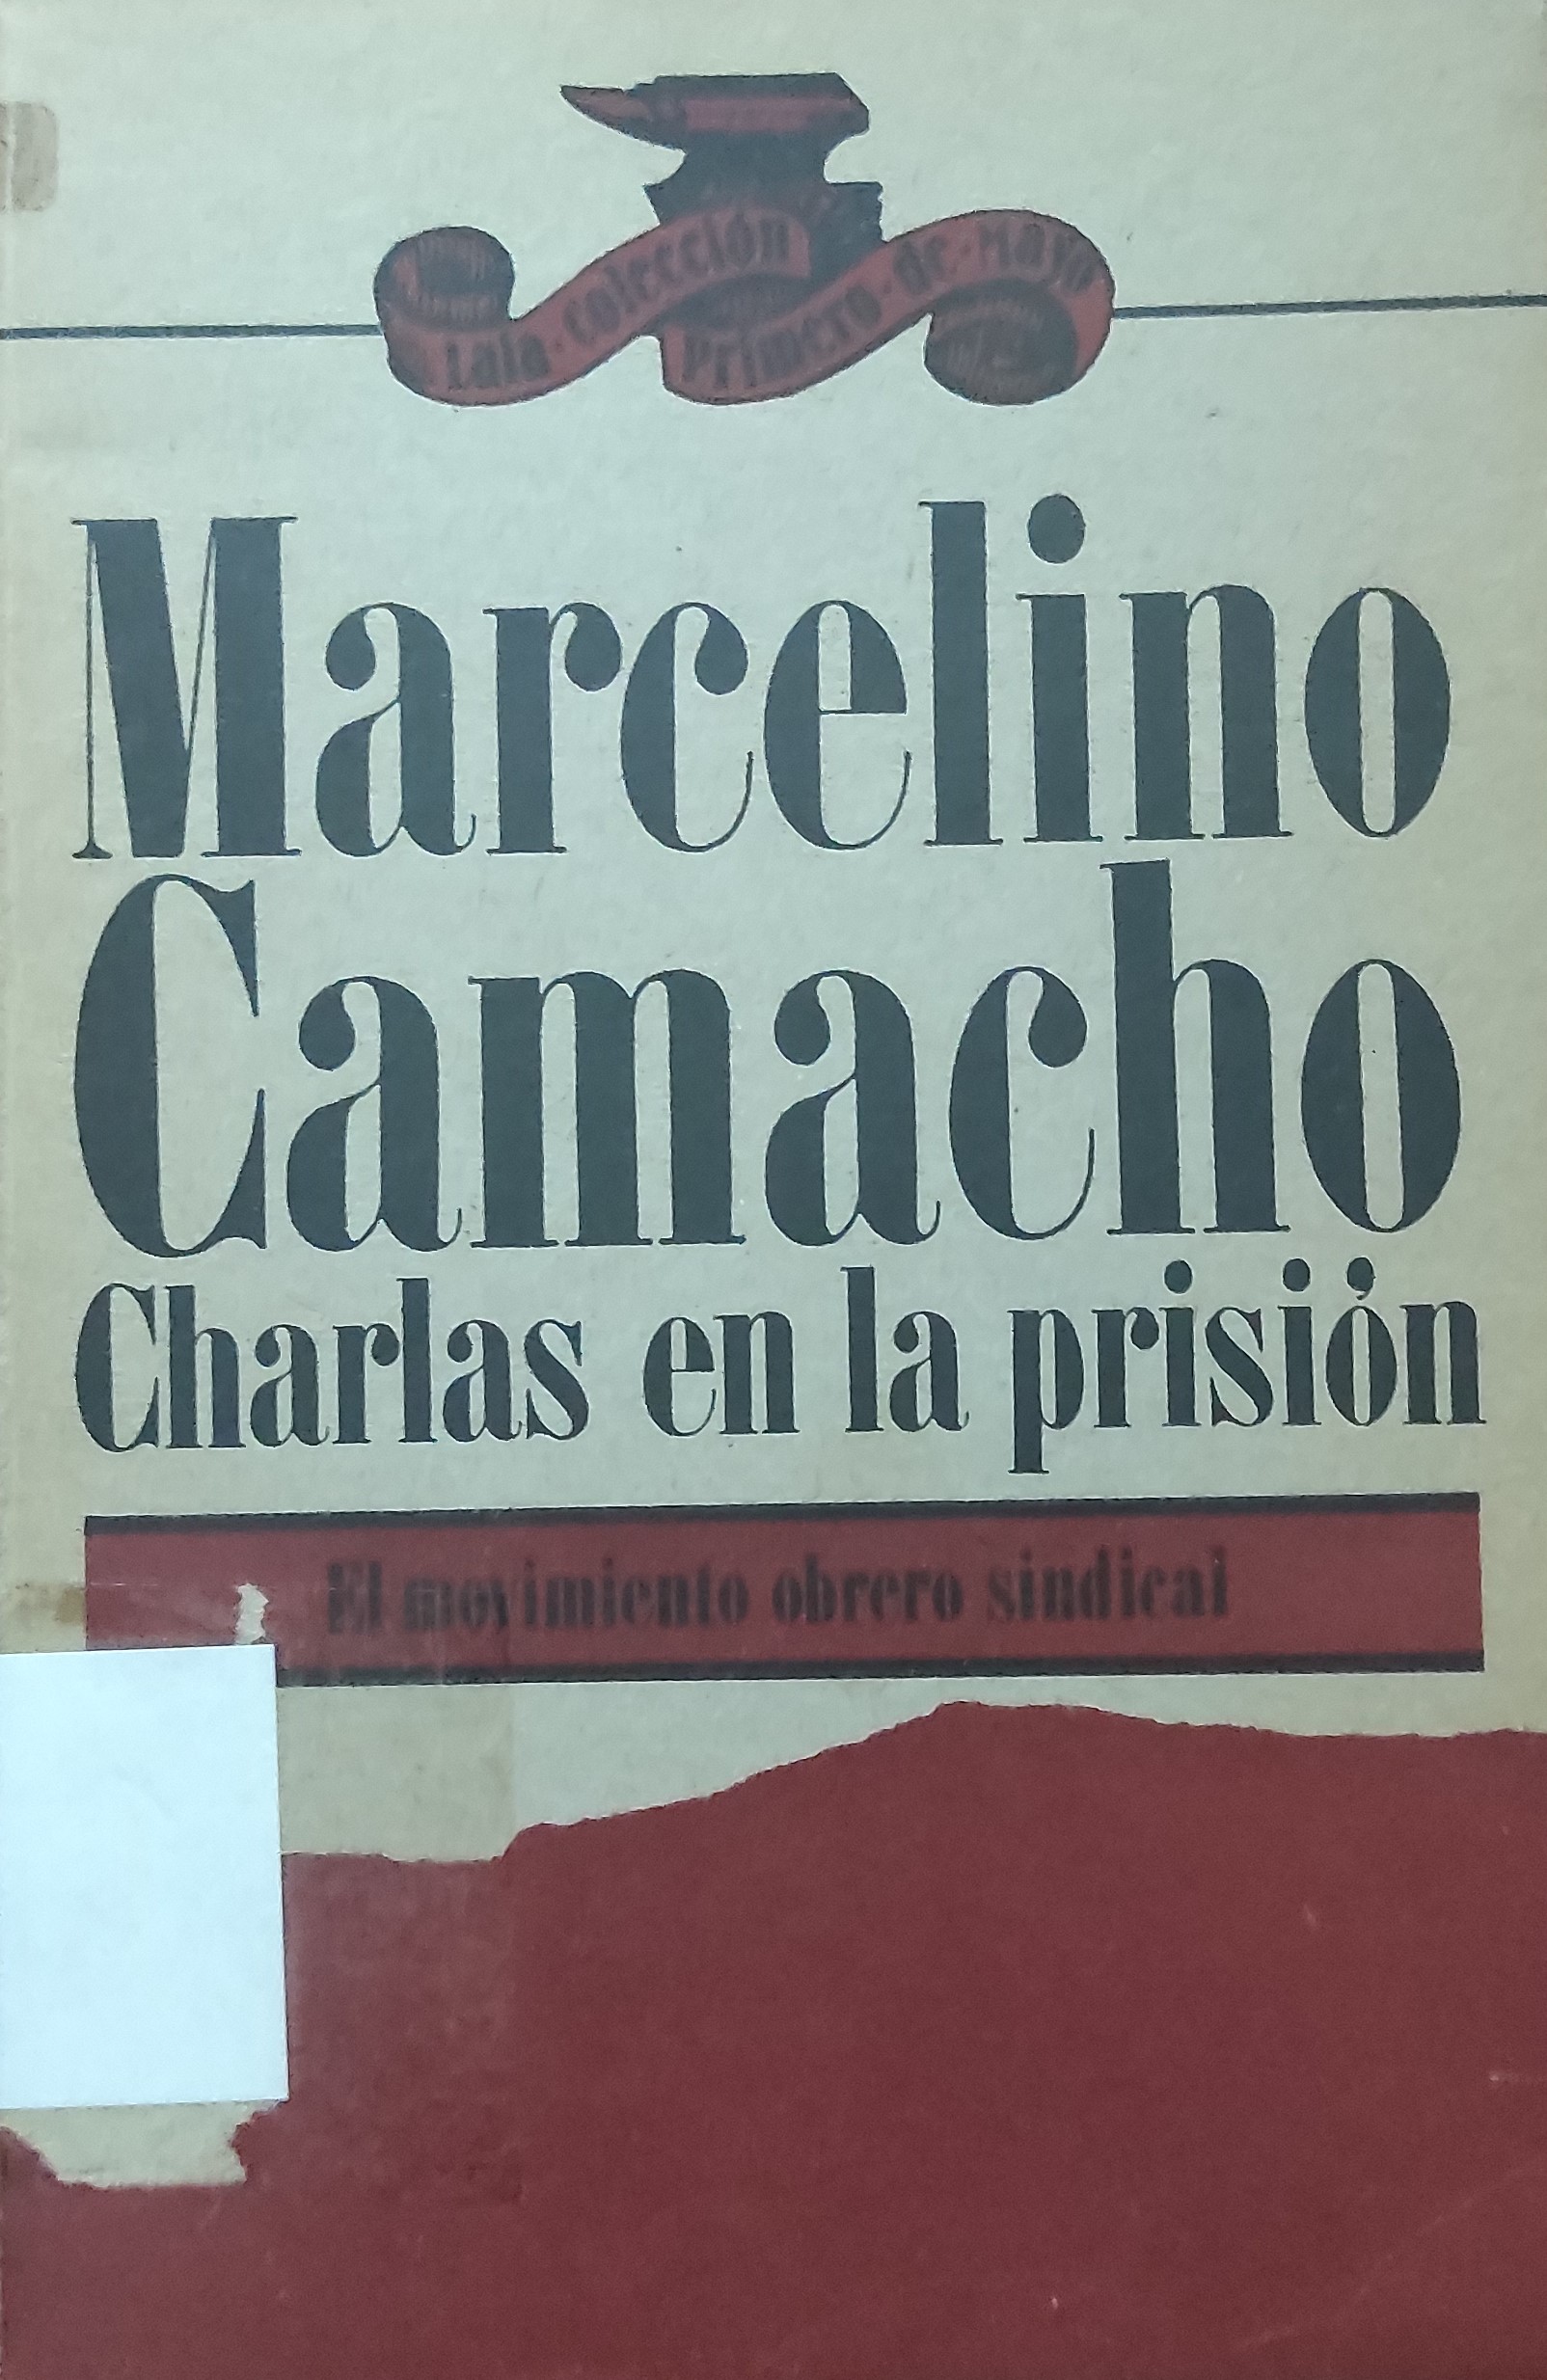 Laia · colección
Primero · de · Mayo
Marcelino
Camacho
Charlas en la prisión
El movimiento obrero sindical